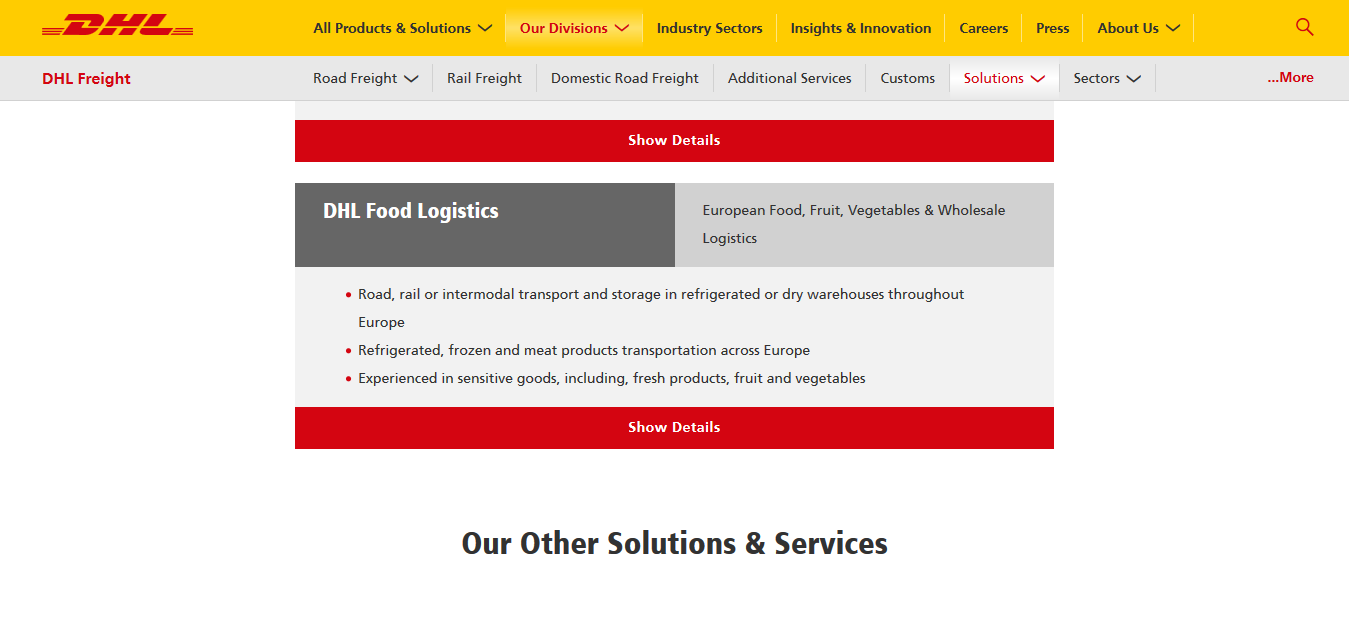 DHL
All Products & Solutions
Our Divisions
Industry Sectors
Insights & Innovation
Careers
Press
About Us
DHL Freight
Road Freight
Rail Freight
Domestic Road Freight
Additional Services
Customs
Solutions
Sectors
...More
Show Details
DHL Food Logistics
European Food, Fruit, Vegetables & Wholesale
Logistics
Road, rail or intermodal transport and storage in refrigerated or dry warehouses throughout
Europe
Refrigerated, frozen and meat products transportation across Europe
Experienced in sensitive goods, including, fresh products, fruit and vegetables
Show Details
Our Other Solutions & Services